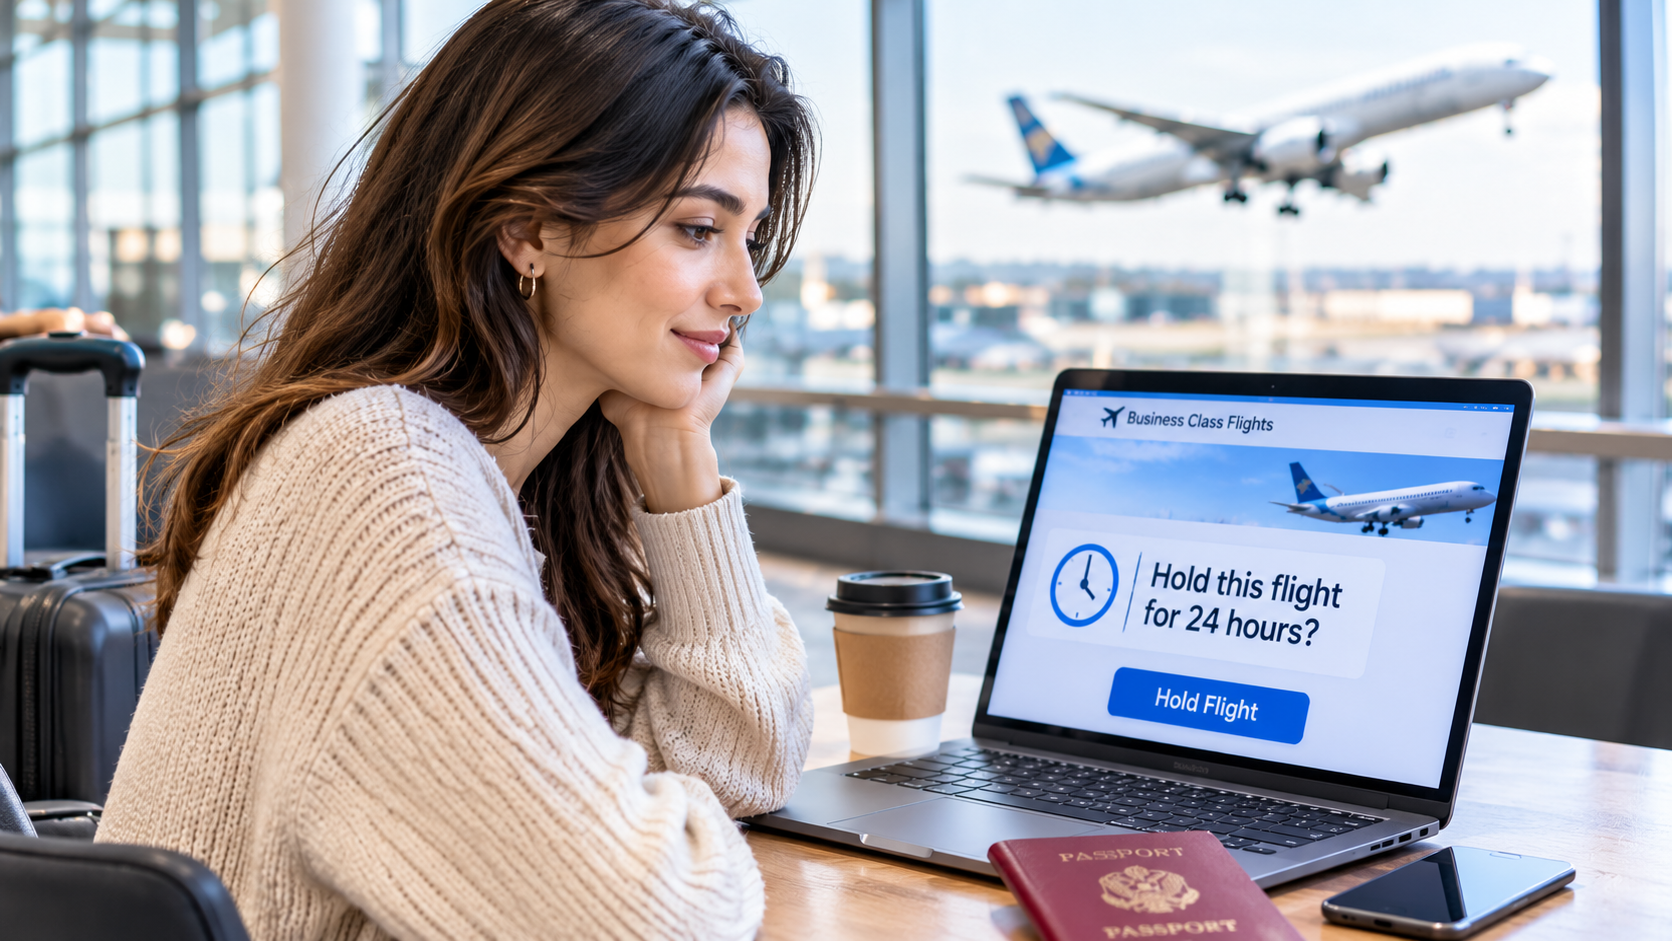 Business Class Flights
Hold this flight
for 24 hours?
Hold Flight
PASSPORT
PASSPORT